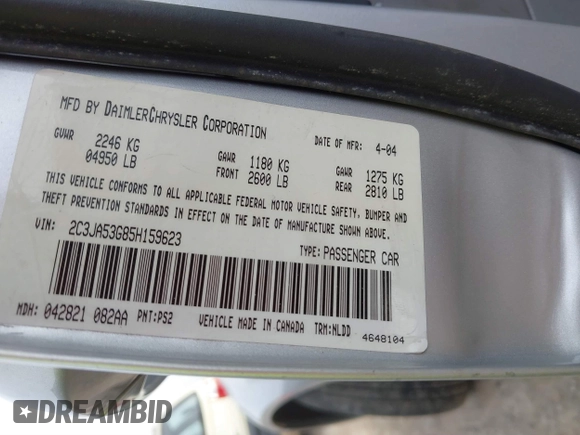 MFD BY DAIMLERCHRYSLER CORPORATION DATE OF MFR: 4-04
GVWR 2246 KG 04950 LB GAWR FRONT 1180 KG 2600 LB GAWR REAR 1275 KG 2810 LB
THIS VEHICLE CONFORMS TO ALL APPLICABLE FEDERAL MOTOR VEHICLE SAFETY, BUMPER AND
THEFT PREVENTION STANDARDS IN EFFECT ON THE DATE OF MANUFACTURE SHOWN ABOVE.
VIN: 2C3JA53G85H159623 TYPE: PASSENGER CAR
MDH: 042821 082AA PNT:PS2 VEHICLE MADE IN CANADA TRM:NLDD 4648104
DREAMBID